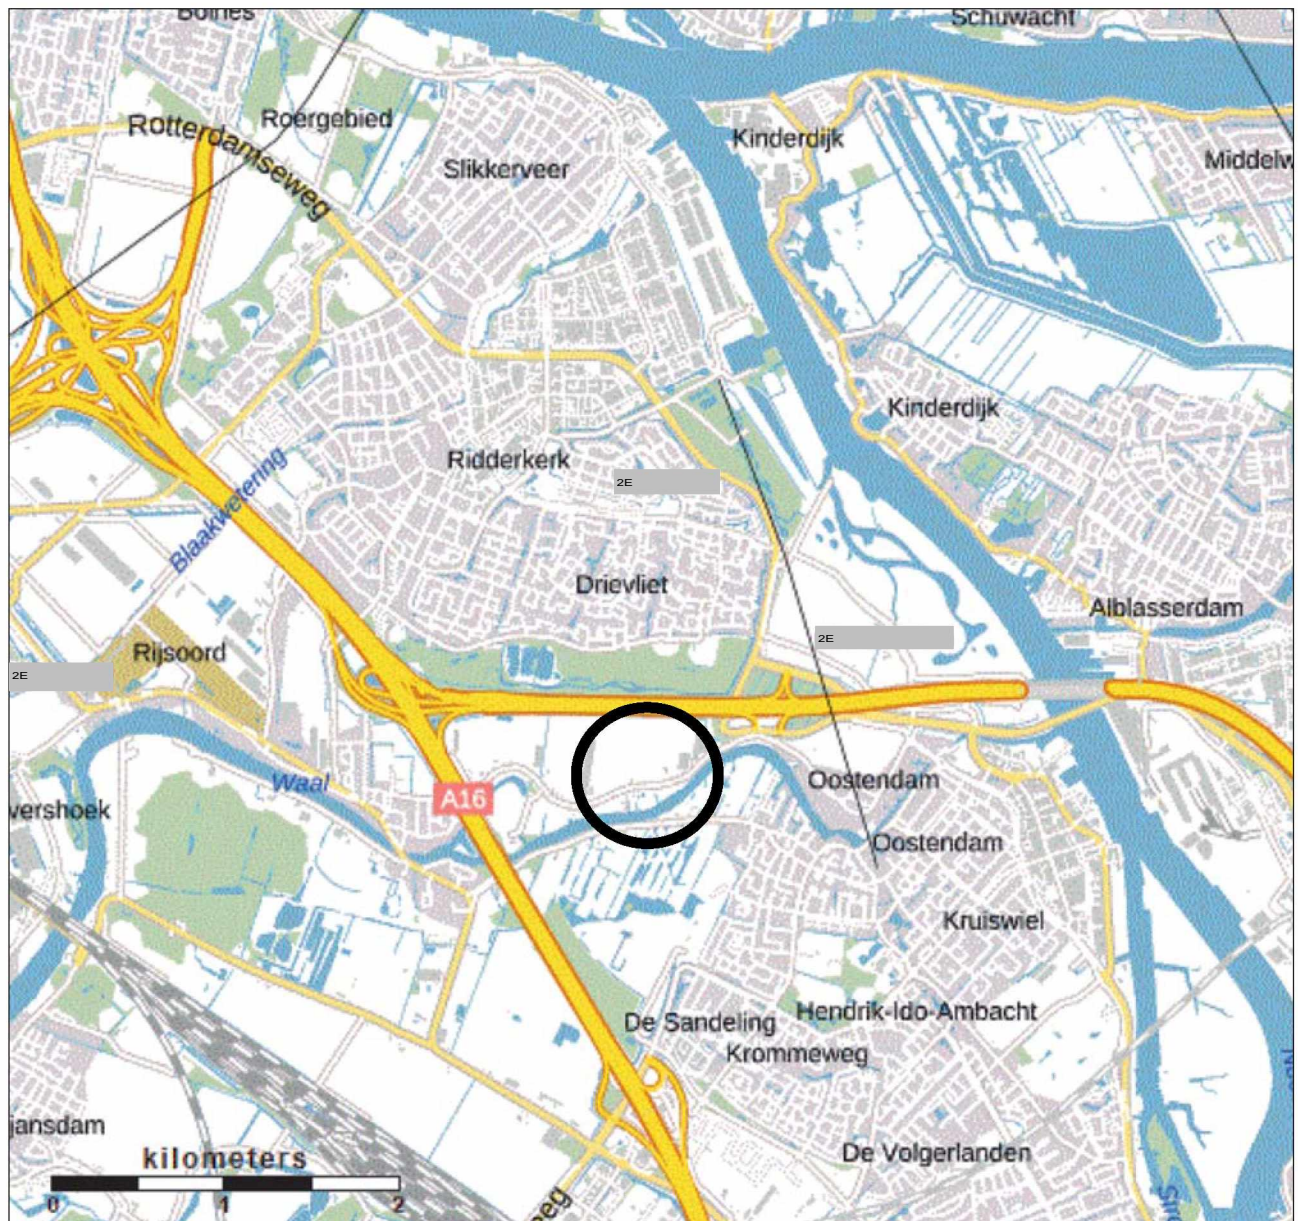 Bolnes
Schuwacht
Roergebied
Rotterdamseweg
Kinderdijk
Slikkerveer
Middelw
Kinderdijk
Ridderkerk
2E
Blaakwetering
Drievliet
Alblasserdam
2E
Rijsoord
2E
Waal
Oostendam
A16
vershoek
Oostendam
Kruiswiel
Hendrik-Ido-Ambacht
De Sandeling
Krommeweg
jansdam
De Volgerlanden
kilometers
0 1 2
eeg